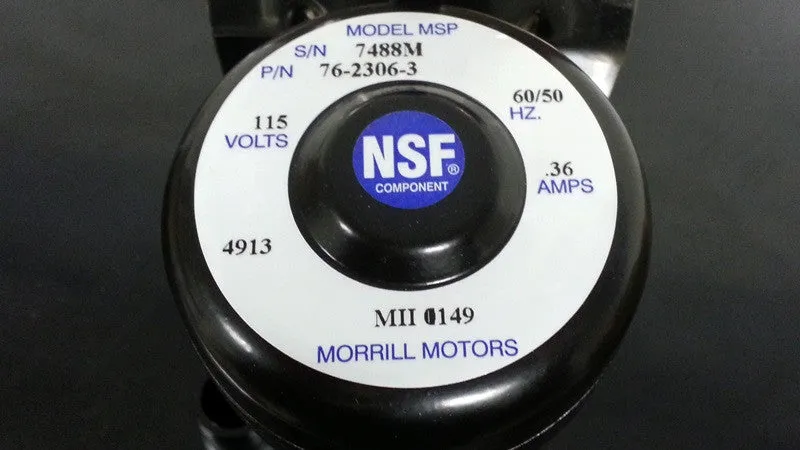 MODEL MSP
S/N 7488M
P/N 76-2306-3
60/50
HZ.
115
VOLTS
NSF®
COMPONENT
.36
AMPS
4913
MII 0149
MORRILL MOTORS